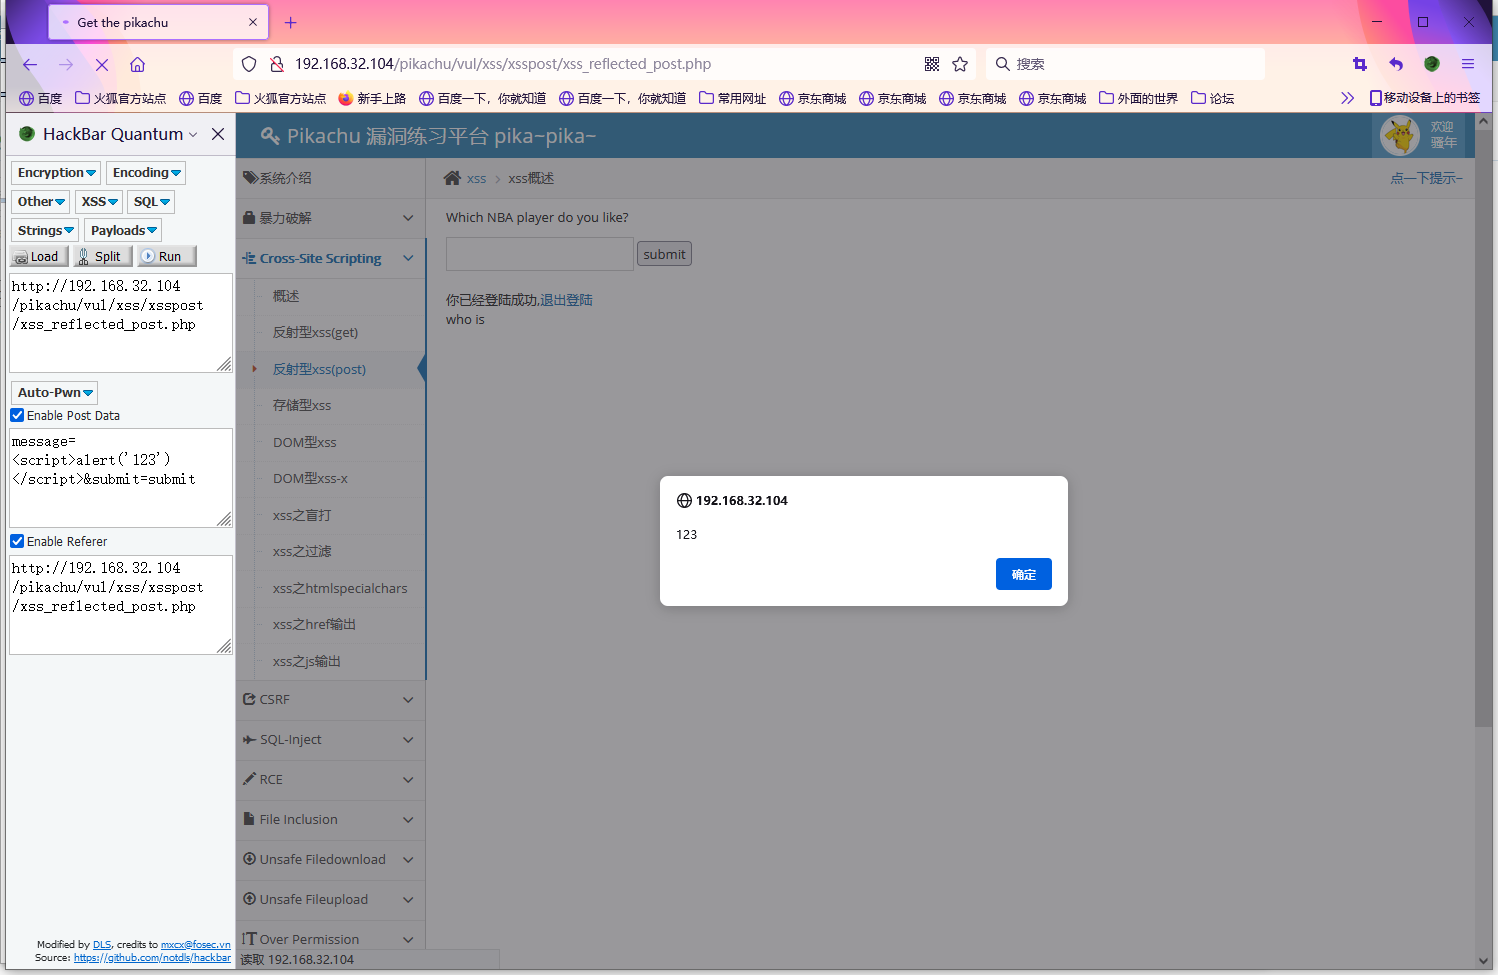 Get the pikachu
192.168.32.104/pikachu/vul/xss/xsspost/xss_reflected_post.php
搜索
百度 火狐官方站点 百度 火狐官方站点 新手上路 百度一下，你就知道 百度一下，你就知道 常用网址 京东商城 京东商城 京东商城 京东商城 外面的世界 论坛 移动设备上的书签
HackBar Quantum
Encryption Encoding
Other XSS SQL
Strings Payloads
Load Split Run
http://192.168.32.104
/pikachu/vul/xss/xsspost
/xss_reflected_post.php
Auto-Pwn
Enable Post Data
message=
<script>alert('123')
</script>&submit=submit
Enable Referer
http://192.168.32.104
/pikachu/vul/xss/xsspost
/xss_reflected_post.php
Modified by DLS, credits to mxcx@fosec.vn
Source: https://github.com/notdls/hackbar
Pikachu 漏洞练习平台 pika~pika~
欢迎
骚年
系统介绍
暴力破解
Cross-Site Scripting
概述
反射型xss(get)
反射型xss(post)
存储型xss
DOM型xss
DOM型xss-x
xss之盲打
xss之过滤
xss之htmlspecialchars
xss之href输出
xss之js输出
CSRF
SQL-Inject
RCE
File Inclusion
Unsafe Filedownload
Unsafe Fileupload
Over Permission
xss > xss概述
点一下提示~
Which NBA player do you like?
submit
你已经登陆成功,退出登陆
who is
192.168.32.104
123
确定
读取 192.168.32.104